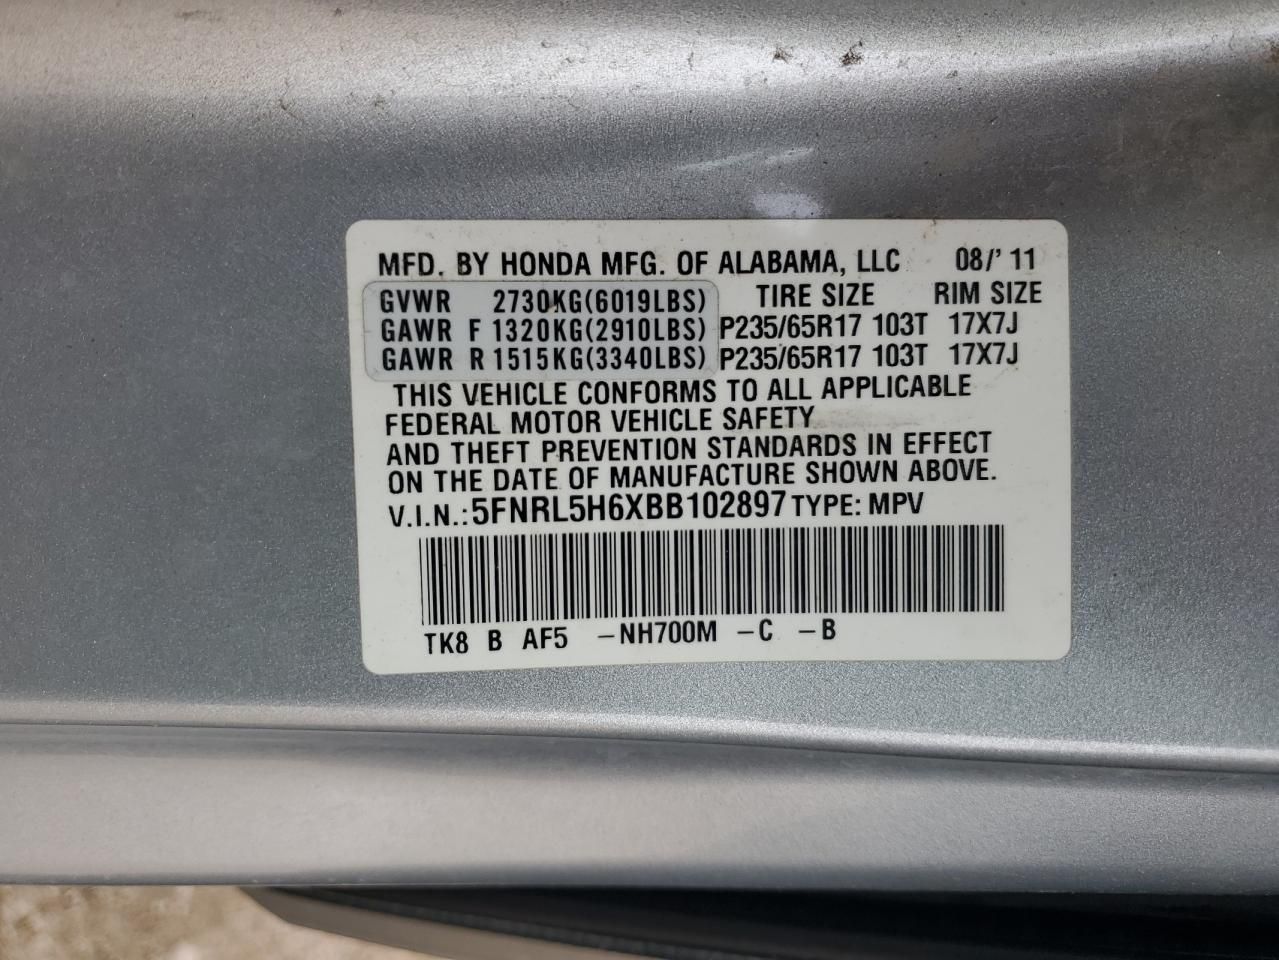 MFD. BY HONDA MFG. OF ALABAMA, LLC 08/'11
GVWR 2730KG(6019LBS) TIRE SIZE RIM SIZE
GAWR F 1320KG(2910LBS) P235/65R17 103T 17X7J
GAWR R 1515KG(3340LBS) P235/65R17 103T 17X7J
THIS VEHICLE CONFORMS TO ALL APPLICABLE
FEDERAL MOTOR VEHICLE SAFETY
AND THEFT PREVENTION STANDARDS IN EFFECT
ON THE DATE OF MANUFACTURE SHOWN ABOVE.
V.I.N.:5FNRL5H6XBB102897 TYPE: MPV
TK8 B AF5 -NH700M -C -B